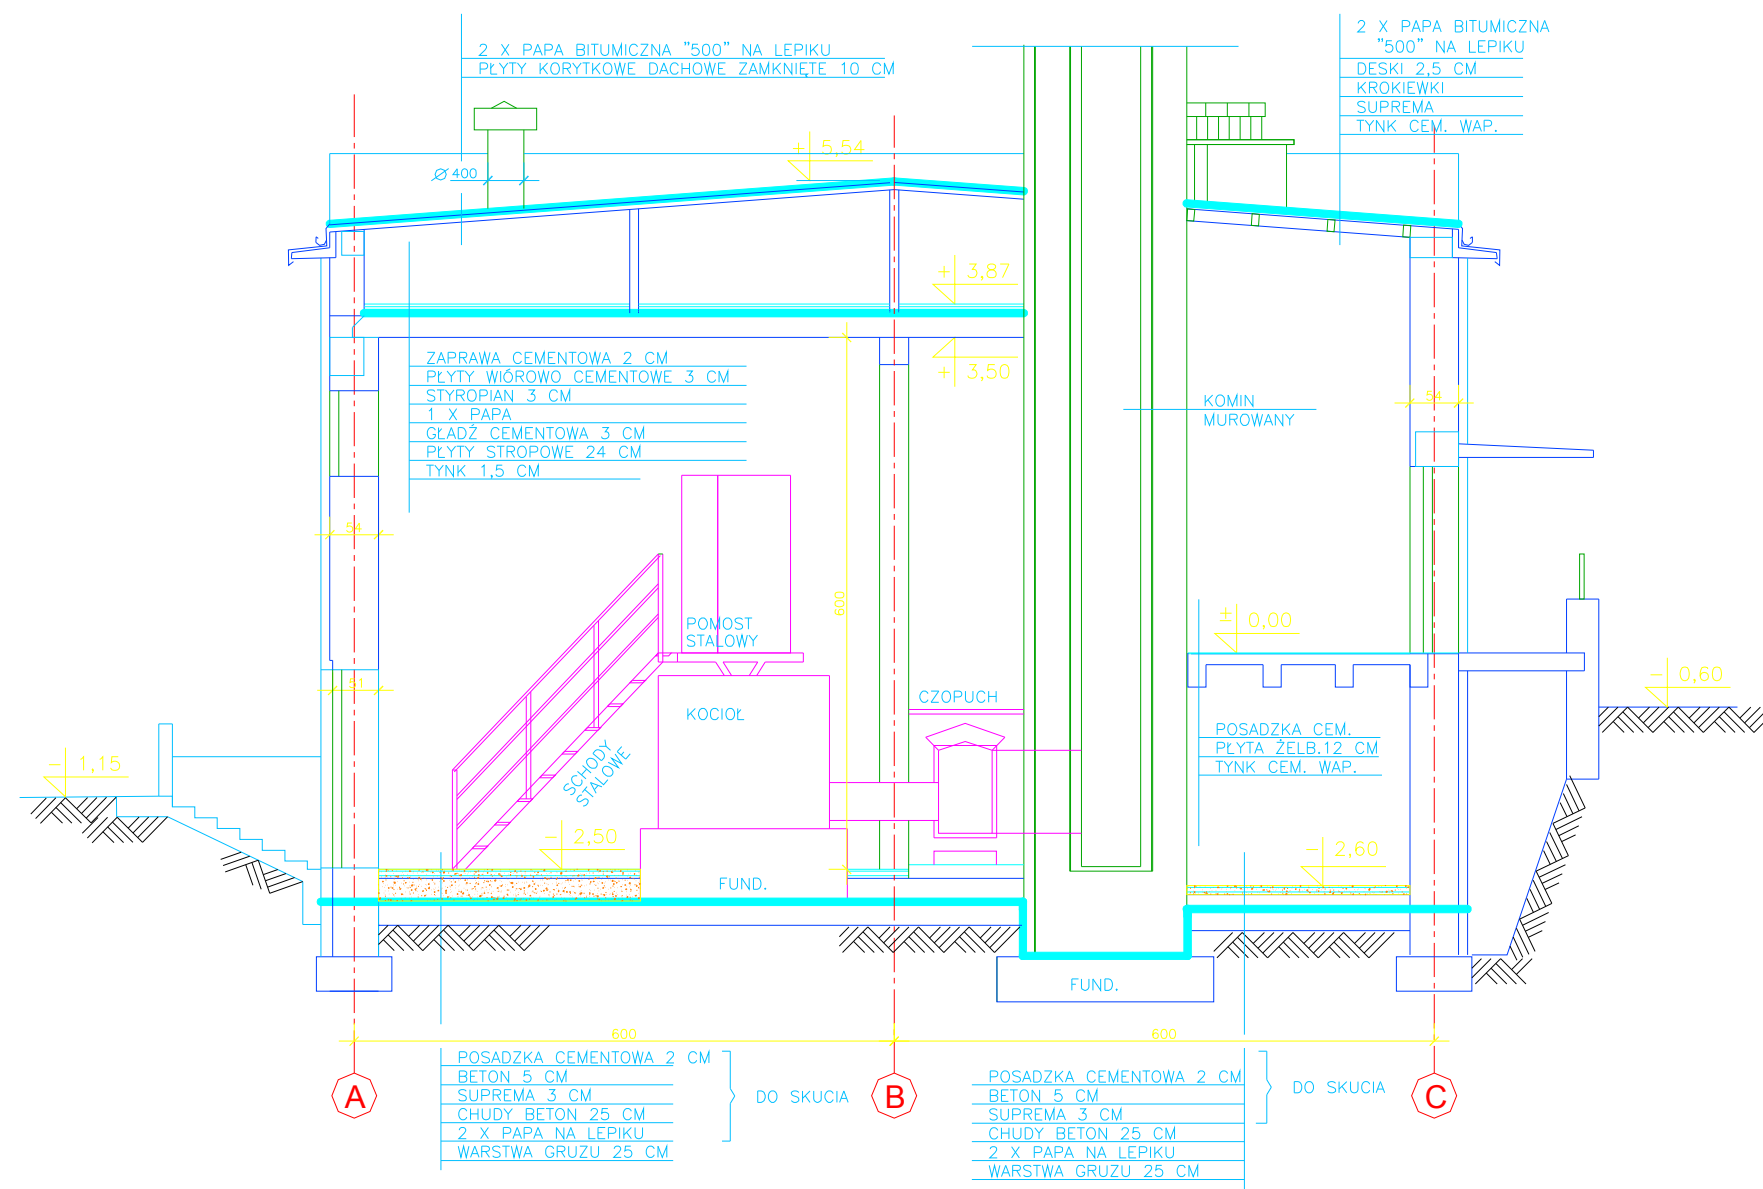 2 X PAPA BITUMICZNA "500" NA LEPIKU
PŁYTY KORYTKOWE DACHOWE ZAMKNIĘTE 10 CM
2 X PAPA BITUMICZNA
"500" NA LEPIKU
DESKI 2,5 CM
KROKIEWKI
SUPREMA
TYNK CEM. WAP.
+ 5,54
Ø 400
+ 3,87
+ 3,50
ZAPRAWA CEMENTOWA 2 CM
PŁYTY WIÓROWO CEMENTOWE 3 CM
STYROPIAN 3 CM
1 X PAPA
GŁADŹ CEMENTOWA 3 CM
PŁYTY STROPOWE 24 CM
TYNK 1,5 CM
KOMIN
MUROWANY
54
54
600
POMOST
STALOWY
± 0,00
- 0,60
51
CZOPUCH
KOCIOŁ
SCHODY
STALOWE
POSADZKA CEM.
PŁYTA ŻELB.12 CM
TYNK CEM. WAP.
- 1,15
- 2,50
- 2,60
FUND.
FUND.
600
600
POSADZKA CEMENTOWA 2 CM
BETON 5 CM
SUPREMA 3 CM
CHUDY BETON 25 CM
2 X PAPA NA LEPIKU
WARSTWA GRUZU 25 CM
DO SKUCIA
POSADZKA CEMENTOWA 2 CM
BETON 5 CM
SUPREMA 3 CM
CHUDY BETON 25 CM
2 X PAPA NA LEPIKU
WARSTWA GRUZU 25 CM
DO SKUCIA
A
B
C